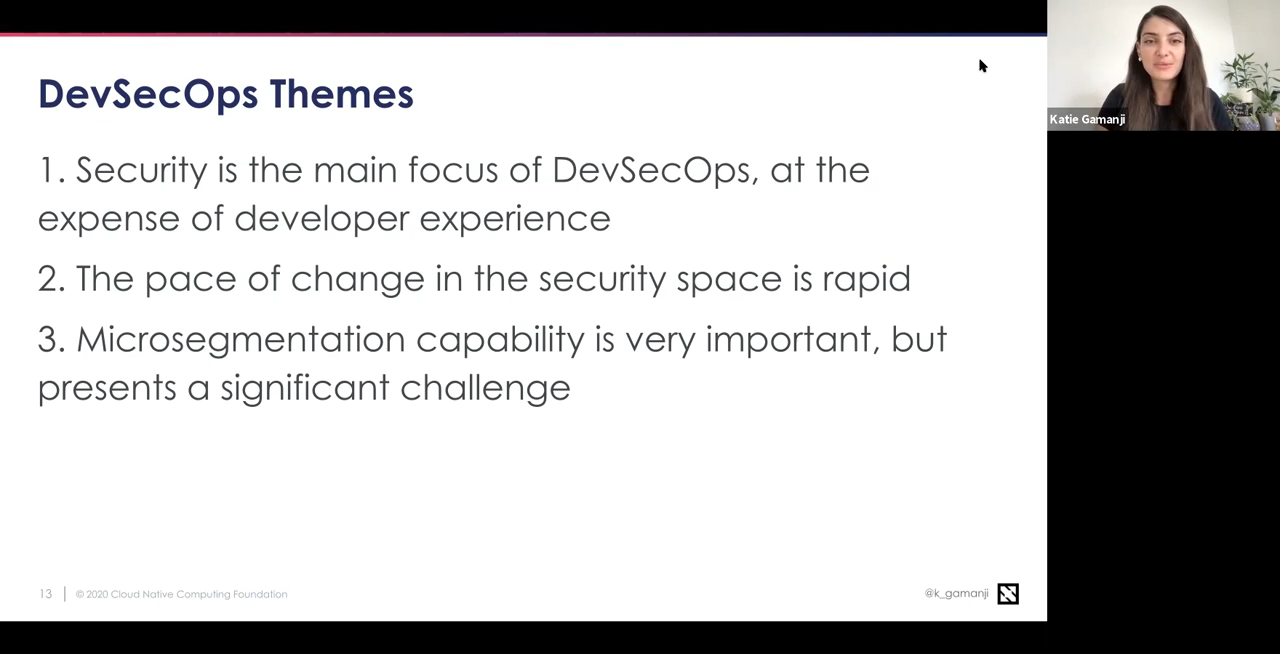 DevSecOps Themes
1. Security is the main focus of DevSecOps, at the
expense of developer experience
2. The pace of change in the security space is rapid
3. Microsegmentation capability is very important, but
presents a significant challenge
13
© 2020 Cloud Native Computing Foundation
@k_gamanji
Katie Gamanji